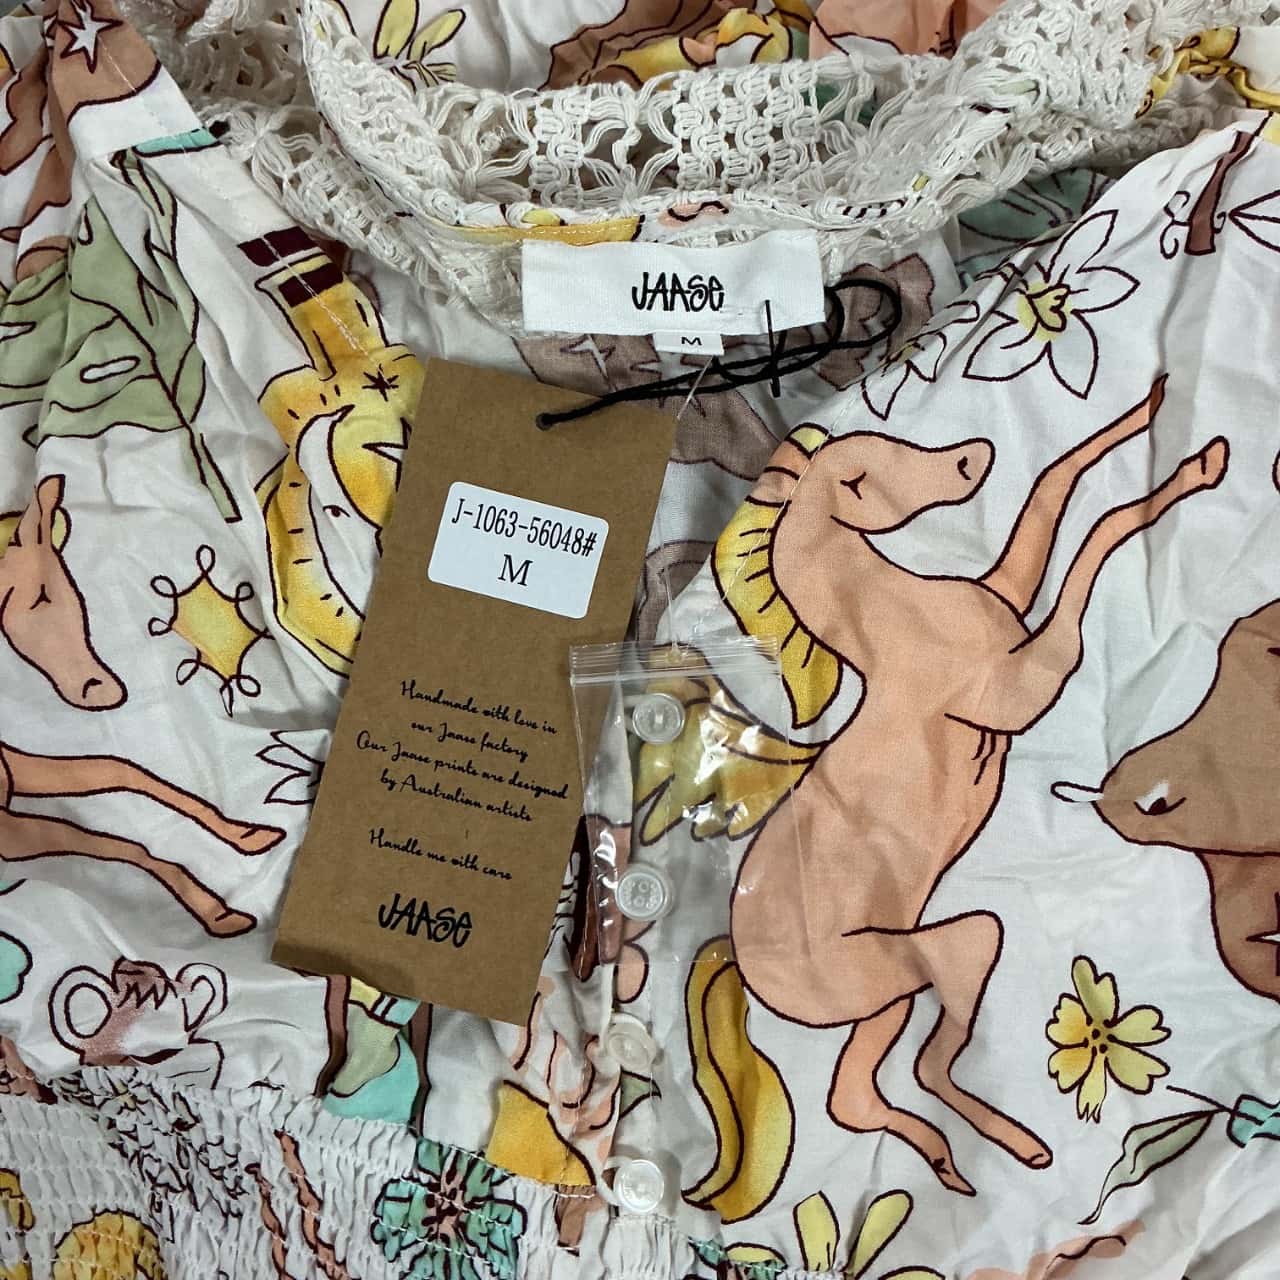 JAASE
M
J-1063-56048#
M
Handmade with love in
our Jaase factory
Our Jaase prints are designed
by Australian artists
Handle me with care
JAASE